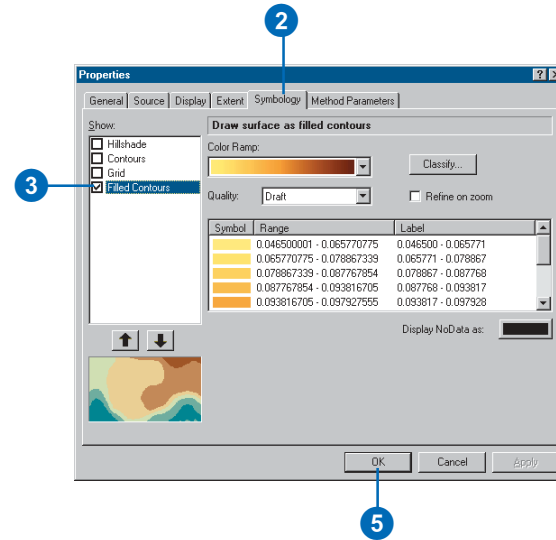 2
Properties
General Source Display Extent Symbology Method Parameters
Show:
Hillshade
Contours
Grid
Filled Contours
3
Draw surface as filled contours
Color Ramp:
Classify...
Quality: Draft Refine on zoom
Symbol Range Label
0.046500001 - 0.065770775 0.046500 - 0.065771
0.065770775 - 0.078867339 0.065771 - 0.078867
0.078867339 - 0.087767854 0.078867 - 0.087768
0.087767854 - 0.093816705 0.087768 - 0.093817
0.093816705 - 0.097927555 0.093817 - 0.097928
Display NoData as:
OK Cancel Apply
5